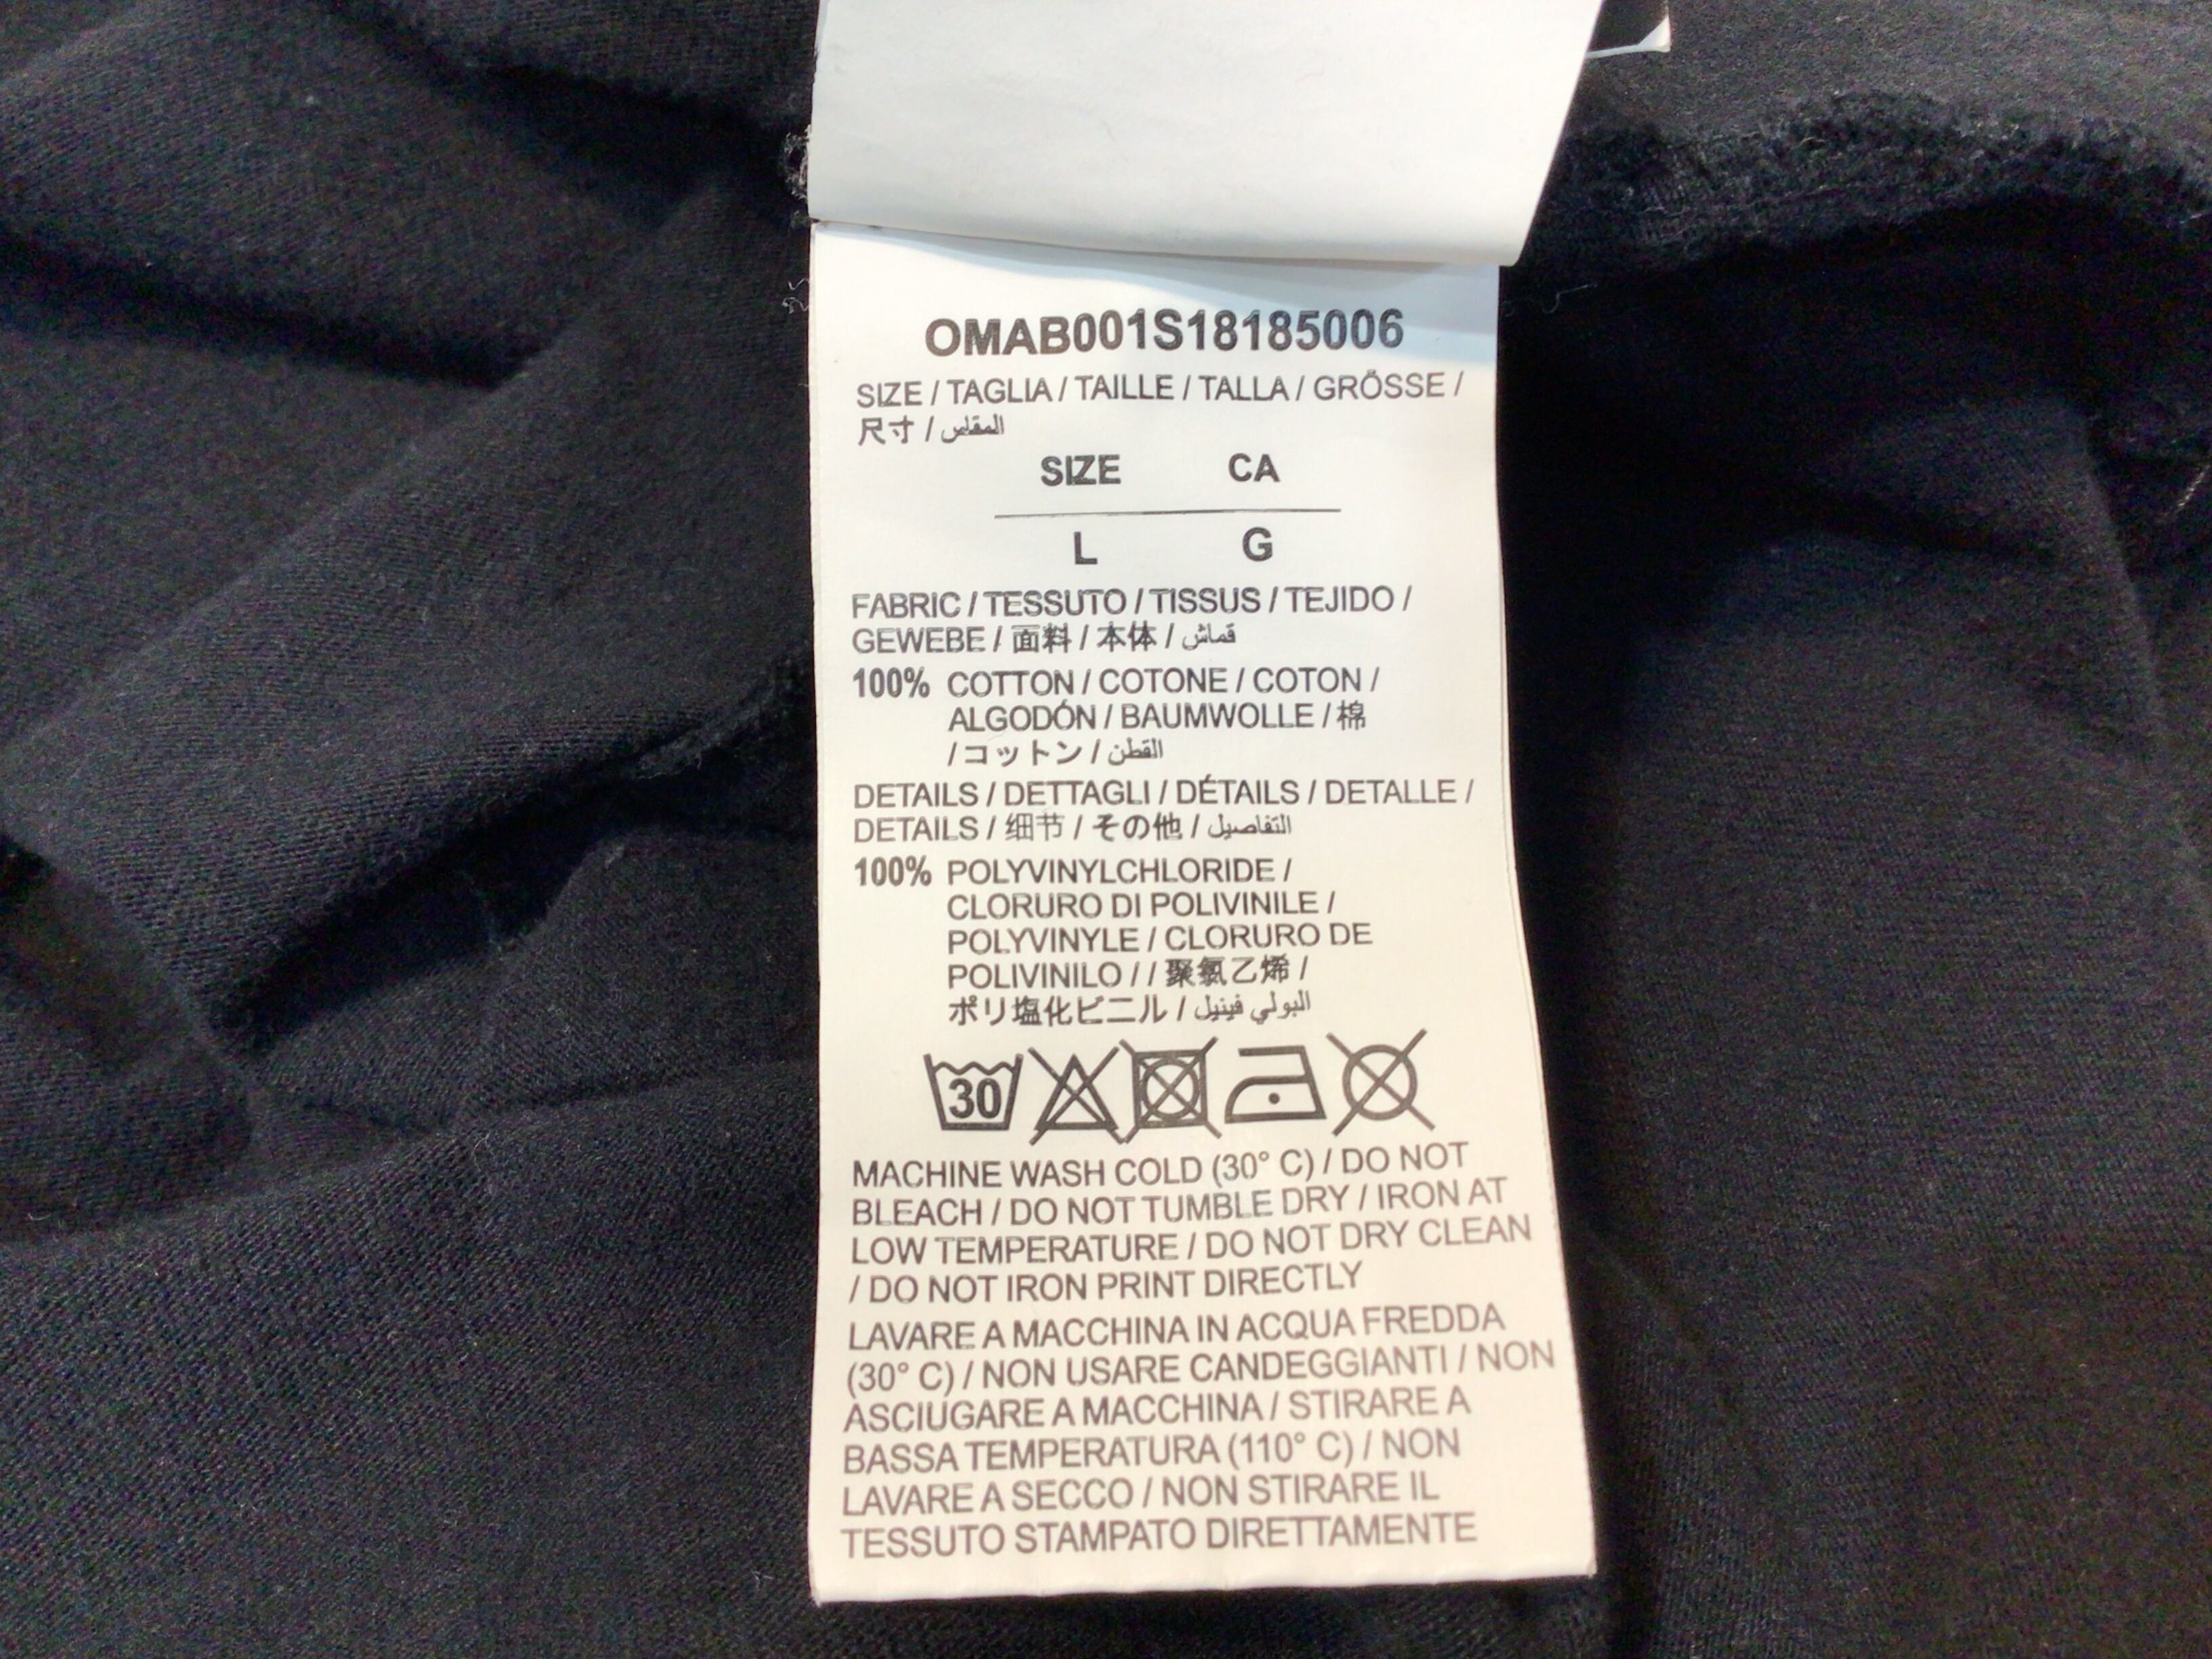 OMAB001S18185006
SIZE / TAGLIA / TAILLE / TALLA / GRÖSSE /
尺寸 / المقاس
SIZE CA
L G
FABRIC / TESSUTO / TISSUS / TEJIDO /
GEWEBE / 面料 / 本体 / قماش
100% COTTON / COTONE / COTON /
ALGODÓN / BAUMWOLLE / 棉
/ コットン / القطن
DETAILS / DETTAGLI / DÉTAILS / DETALLE /
DETAILS / 细节 / その他 / التفاصيل
100% POLYVINYLCHLORIDE /
CLORURO DI POLIVINILE /
POLYVINYLE / CLORURO DE
POLIVINILO / / 聚氯乙烯 /
ポリ塩化ビニル / البولي فينيل
30
MACHINE WASH COLD (30° C) / DO NOT
BLEACH / DO NOT TUMBLE DRY / IRON AT
LOW TEMPERATURE / DO NOT DRY CLEAN
/ DO NOT IRON PRINT DIRECTLY
LAVARE A MACCHINA IN ACQUA FREDDA
(30° C) / NON USARE CANDEGGIANTI / NON
ASCIUGARE A MACCHINA / STIRARE A
BASSA TEMPERATURA (110° C) / NON
LAVARE A SECCO / NON STIRARE IL
TESSUTO STAMPATO DIRETTAMENTE